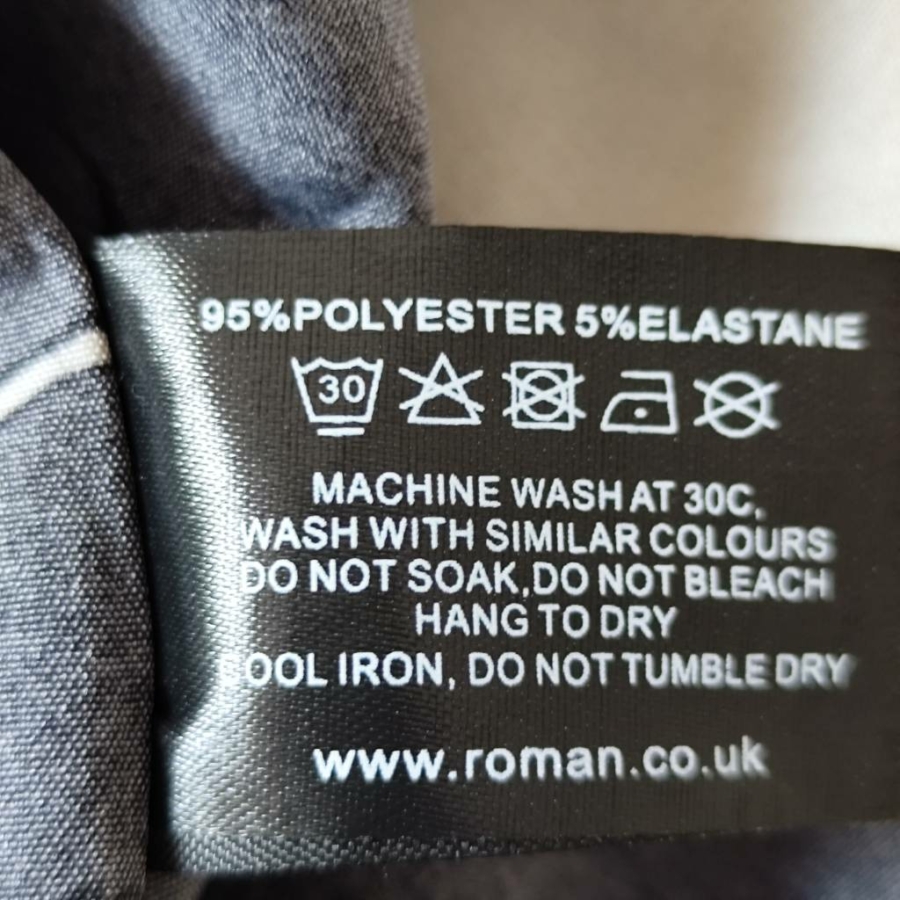 95%POLYESTER 5%ELASTANE
30
MACHINE WASH AT 30C,
WASH WITH SIMILAR COLOURS
DO NOT SOAK,DO NOT BLEACH
HANG TO DRY
COOL IRON, DO NOT TUMBLE DRY
www.roman.co.uk